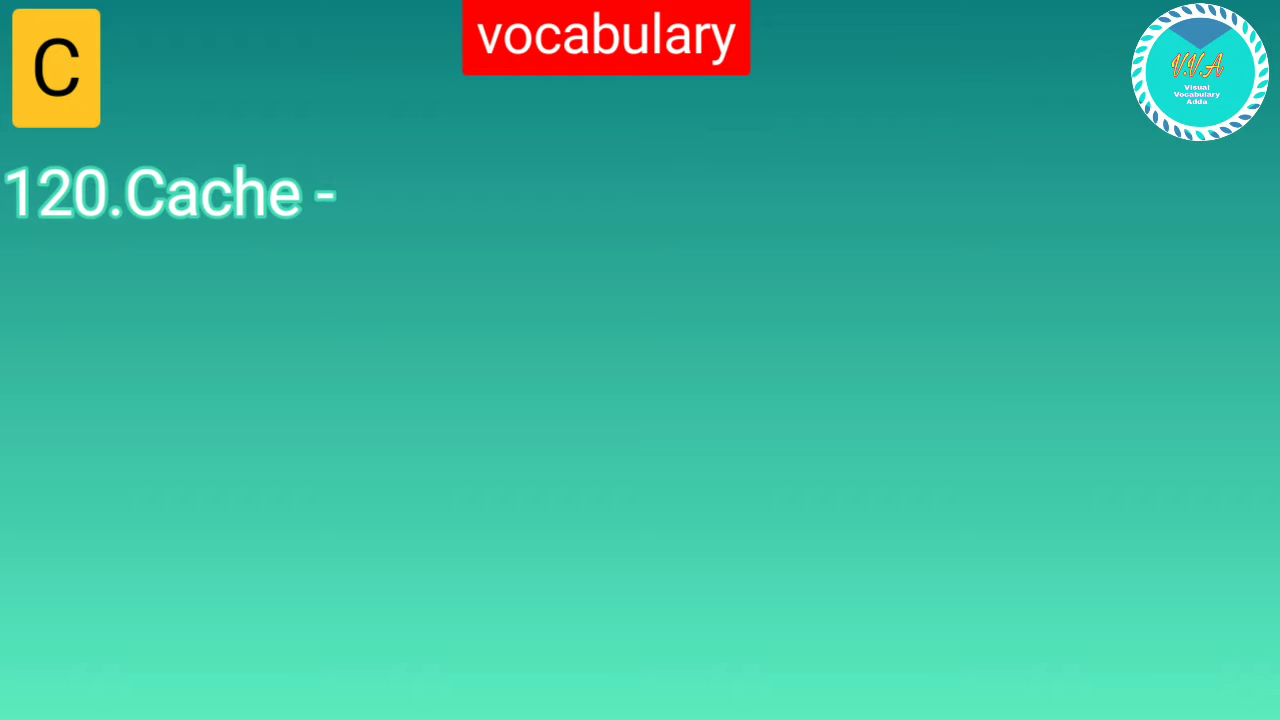 C
vocabulary
V.V.A
Visual
Vocabulary
Adda
120.Cache -